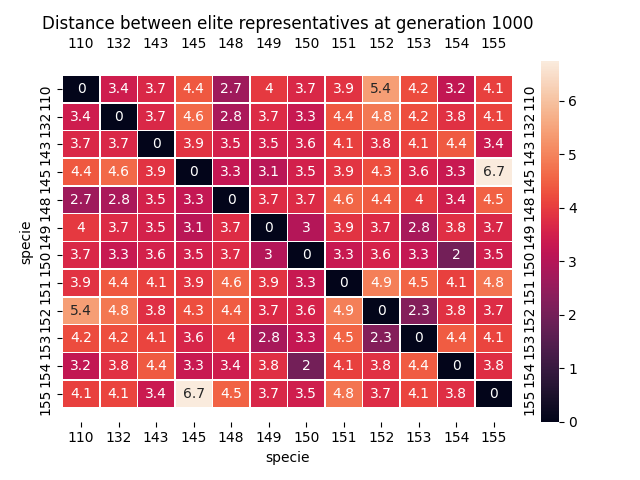 Distance between elite representatives at generation 1000
110 132 143 145 148 149 150 151 152 153 154 155
110 0 3.4 3.7 4.4 2.7 4 3.7 3.9 5.4 4.2 3.2 4.1 110
132 3.4 0 3.7 4.6 2.8 3.7 3.3 4.4 4.8 4.2 3.8 4.1 132
143 3.7 3.7 0 3.9 3.5 3.5 3.6 4.1 3.8 4.1 4.4 3.4 143
145 4.4 4.6 3.9 0 3.3 3.1 3.5 3.9 4.3 3.6 3.3 6.7 145
148 2.7 2.8 3.5 3.3 0 3.7 3.7 4.6 4.4 4 3.4 4.5 148
149 4 3.7 3.5 3.1 3.7 0 3 3.9 3.7 2.8 3.8 3.7 149
150 3.7 3.3 3.6 3.5 3.7 3 0 3.3 3.6 3.3 2 3.5 150
151 3.9 4.4 4.1 3.9 4.6 3.9 3.3 0 4.9 4.5 4.1 4.8 151
152 5.4 4.8 3.8 4.3 4.4 3.7 3.6 4.9 0 2.3 3.8 3.7 152
153 4.2 4.2 4.1 3.6 4 2.8 3.3 4.5 2.3 0 4.4 4.1 153
154 3.2 3.8 4.4 3.3 3.4 3.8 2 4.1 3.8 4.4 0 3.8 154
155 4.1 4.1 3.4 6.7 4.5 3.7 3.5 4.8 3.7 4.1 3.8 0 155
110 132 143 145 148 149 150 151 152 153 154 155
specie
specie
6
5
4
3
2
1
0